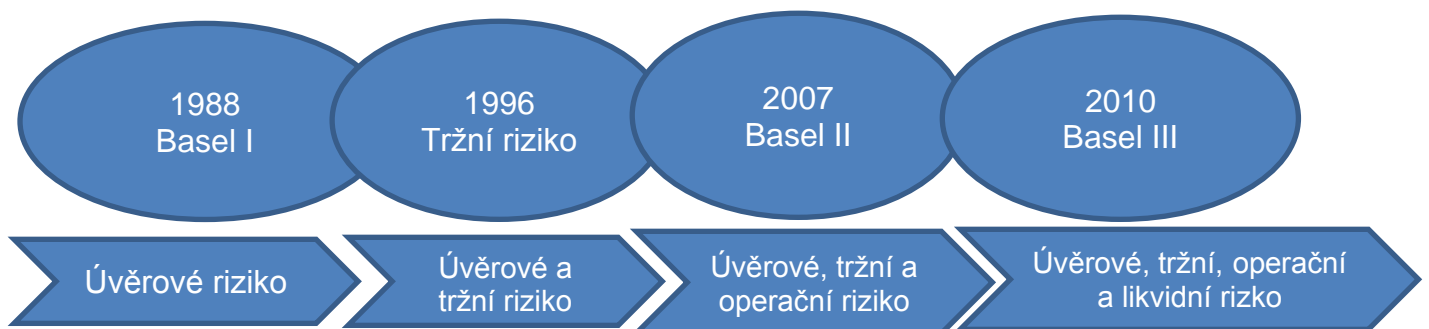 1988
Basel I
1996
Tržní riziko
2007
Basel II
2010
Basel III
Úvěrové riziko
Úvěrové a
tržní riziko
Úvěrové, tržní a
operační riziko
Úvěrové, tržní, operační
a likvidní rizko